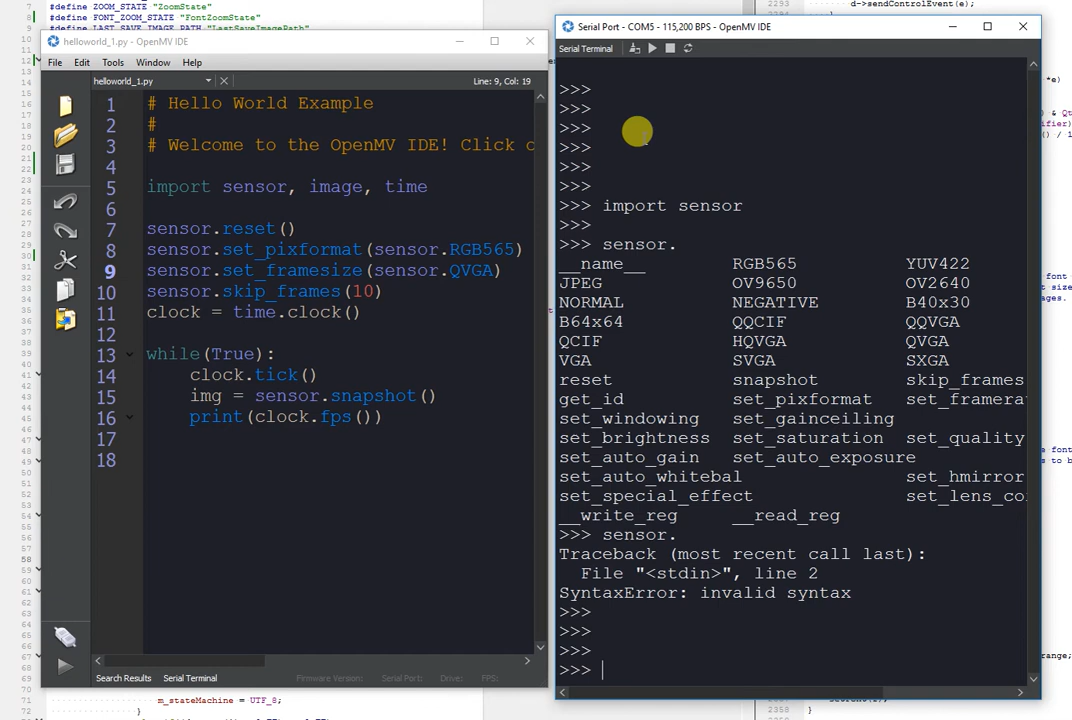 #define ZOOM_STATE "ZoomState"
#define FONT_ZOOM_STATE "FontZoomState"
helloworld_1.py - OpenMV IDE
File Edit Tools Window Help
helloworld_1.py
Line: 9, Col: 19
1 # Hello World Example
2 #
3 # Welcome to the OpenMV IDE! Click
4
5 import sensor, image, time
6
7 sensor.reset()
8 sensor.set_pixformat(sensor.RGB565)
9 sensor.set_framesize(sensor.QVGA)
10 sensor.skip_frames(10)
11 clock = time.clock()
12
13 while(True):
14 clock.tick()
15 img = sensor.snapshot()
16 print(clock.fps())
17
18
Search Results Serial Terminal Firmware Version: Serial Port: Drive: FPS:
m_stateMachine = UTF_8;
}
2293
d->sendControlEvent(e);
Serial Port - COM5 - 115,200 BPS - OpenMV IDE
Serial Terminal
>>>
>>>
>>>
>>>
>>>
>>>
>>> import sensor
>>>
>>> sensor.
__name__ RGB565 YUV422
JPEG OV9650 OV2640
NORMAL NEGATIVE B40x30
B64x64 QQCIF QQVGA
QCIF HQVGA QVGA
VGA SVGA SXGA
reset snapshot skip_frames
get_id set_pixformat set_framera
set_windowing set_gainceiling
set_brightness set_saturation set_quality
set_auto_gain set_auto_exposure
set_auto_whitebal set_hmirror
set_special_effect set_lens_co
__write_reg __read_reg
>>> sensor.
Traceback (most recent call last):
File "<stdin>", line 2
SyntaxError: invalid syntax
>>>
>>>
>>>
>>>
2358
}